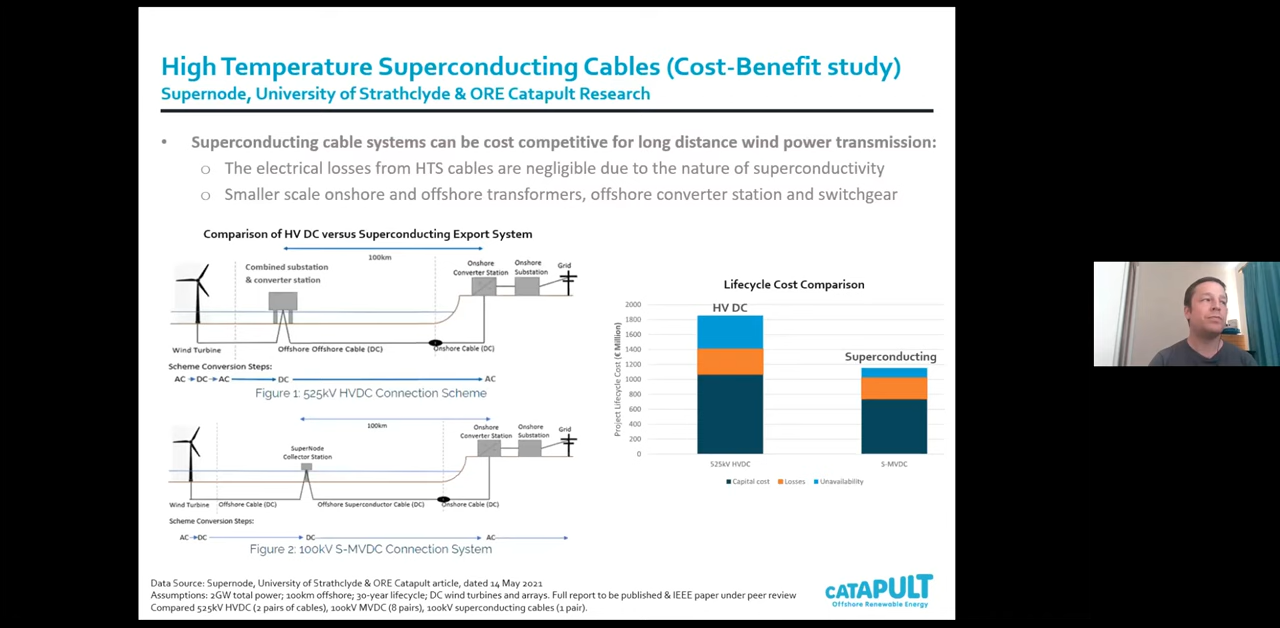 High Temperature Superconducting Cables (Cost-Benefit study)
Supernode, University of Strathclyde & ORE Catapult Research
• Superconducting cable systems can be cost competitive for long distance wind power transmission:
o The electrical losses from HTS cables are negligible due to the nature of superconductivity
o Smaller scale onshore and offshore transformers, offshore converter station and switchgear
Comparison of HV DC versus Superconducting Export System
100km
Combined substation
& converter station
Onshore
Converter Station
Onshore
Substation
Grid
Wind Turbine
Offshore Offshore Cable (DC)
Onshore Cable (DC)
Scheme Conversion Steps:
AC DC AC DC AC
Figure 1: 525kV HVDC Connection Scheme
100km
SuperNode
Collector Station
Onshore
Converter Station
Onshore
Substation
Grid
Wind Turbine
Offshore Cable (DC)
Offshore Superconductor Cable (DC)
Onshore Cable (DC)
Scheme Conversion Steps:
AC DC DC AC
Figure 2: 100kV S-MVDC Connection System
Lifecycle Cost Comparison
HV DC
Superconducting
Project Lifecycle Cost (€ Million)
2000
1800
1600
1400
1200
1000
800
600
400
200
0
525kV HVDC
S-MVDC
Capital cost Losses Unavailability
Data Source: Supernode, University of Strathclyde & ORE Catapult article, dated 14 May 2021
Assumptions: 2GW total power; 100km offshore; 30-year lifecycle; DC wind turbines and arrays. Full report to be published & IEEE paper under peer review
Compared 525kV HVDC (2 pairs of cables), 100kV MVDC (8 pairs), 100kV superconducting cables (1 pair).
CATAPULT
Offshore Renewable Energy